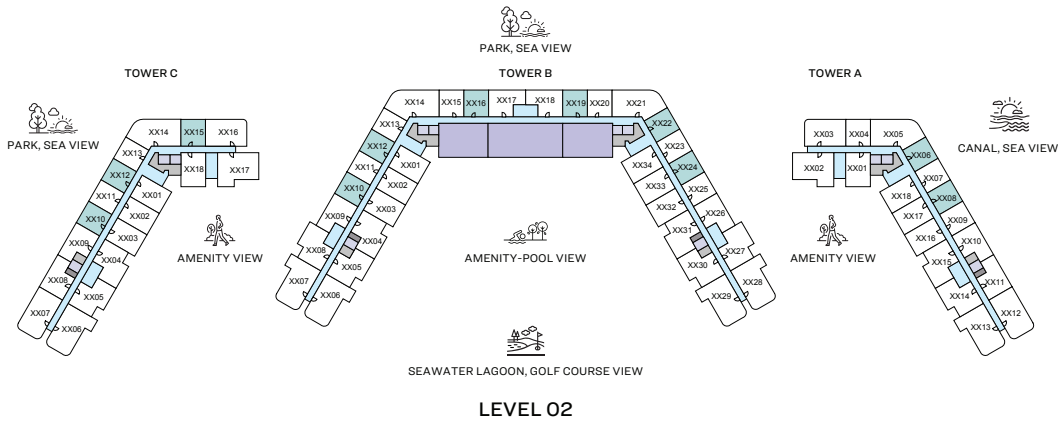 PARK, SEA VIEW
TOWER C
TOWER B
TOWER A
PARK, SEA VIEW
CANAL, SEA VIEW
XX14 XX15 XX16
XX13
XX18 XX17
XX12
XX11 XX01
XX02
XX10
XX03
XX09
XX04
XX08
XX05
XX07
XX06
AMENITY VIEW
XX14 XX15 XX16 XX17 XX18 XX19 XX20 XX21
XX13 XX22
XX12 XX23
XX11 XX01 XX34 XX24
XX10 XX02 XX33 XX25
XX03 XX32
XX09 XX26
XX08 XX04 XX31 XX27
XX05 XX30
XX07 XX28
XX06 XX29
AMENITY-POOL VIEW
XX03 XX04 XX05
XX02 XX01 XX06
XX07
XX18 XX08
XX17
XX09
XX16
XX10
XX15
XX11
XX14
XX12
XX13
AMENITY VIEW
SEAWATER LAGOON, GOLF COURSE VIEW
LEVEL 02